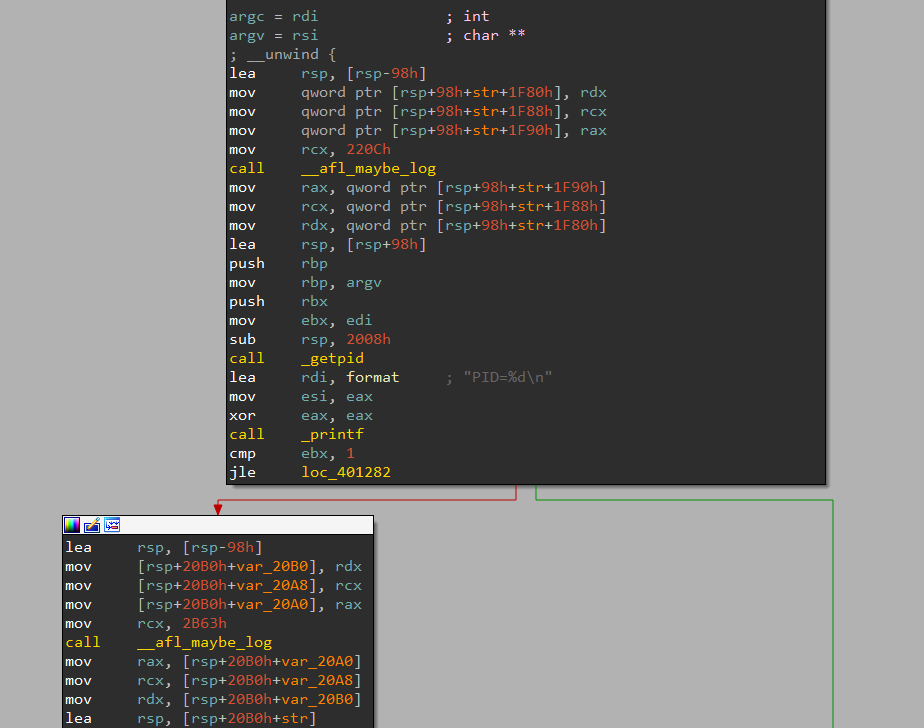 argc = rdi ; int
argv = rsi ; char **
; __unwind {
lea rsp, [rsp-98h]
mov qword ptr [rsp+98h+str+1F80h], rdx
mov qword ptr [rsp+98h+str+1F88h], rcx
mov qword ptr [rsp+98h+str+1F90h], rax
mov rcx, 220Ch
call __afl_maybe_log
mov rax, qword ptr [rsp+98h+str+1F90h]
mov rcx, qword ptr [rsp+98h+str+1F88h]
mov rdx, qword ptr [rsp+98h+str+1F80h]
lea rsp, [rsp+98h]
push rbp
mov rbp, argv
push rbx
mov ebx, edi
sub rsp, 2008h
call _getpid
lea rdi, format ; "PID=%d\n"
mov esi, eax
xor eax, eax
call _printf
cmp ebx, 1
jle loc_401282
lea rsp, [rsp-98h]
mov [rsp+20B0h+var_20B0], rdx
mov [rsp+20B0h+var_20A8], rcx
mov [rsp+20B0h+var_20A0], rax
mov rcx, 2B63h
call __afl_maybe_log
mov rax, [rsp+20B0h+var_20A0]
mov rcx, [rsp+20B0h+var_20A8]
mov rdx, [rsp+20B0h+var_20B0]
lea rsp, [rsp+20B0h+str]